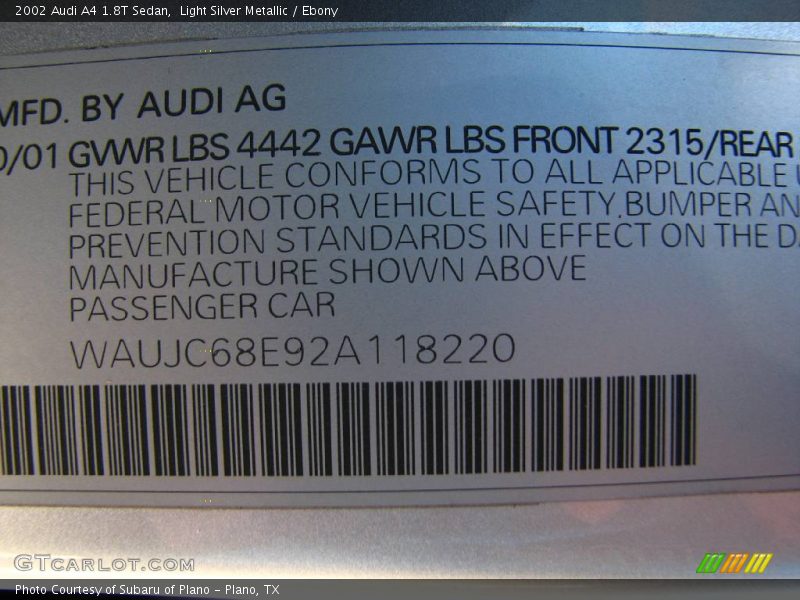 2002 Audi A4 1.8T Sedan, Light Silver Metallic / Ebony
MFD. BY AUDI AG
0/01 GVWR LBS 4442 GAWR LBS FRONT 2315/REAR
THIS VEHICLE CONFORMS TO ALL APPLICABLE
FEDERAL MOTOR VEHICLE SAFETY, BUMPER AN
PREVENTION STANDARDS IN EFFECT ON THE DA
MANUFACTURE SHOWN ABOVE
PASSENGER CAR
WAUJC68E92A118220
GTCARLOT.COM
Photo Courtesy of Subaru of Plano - Plano, TX